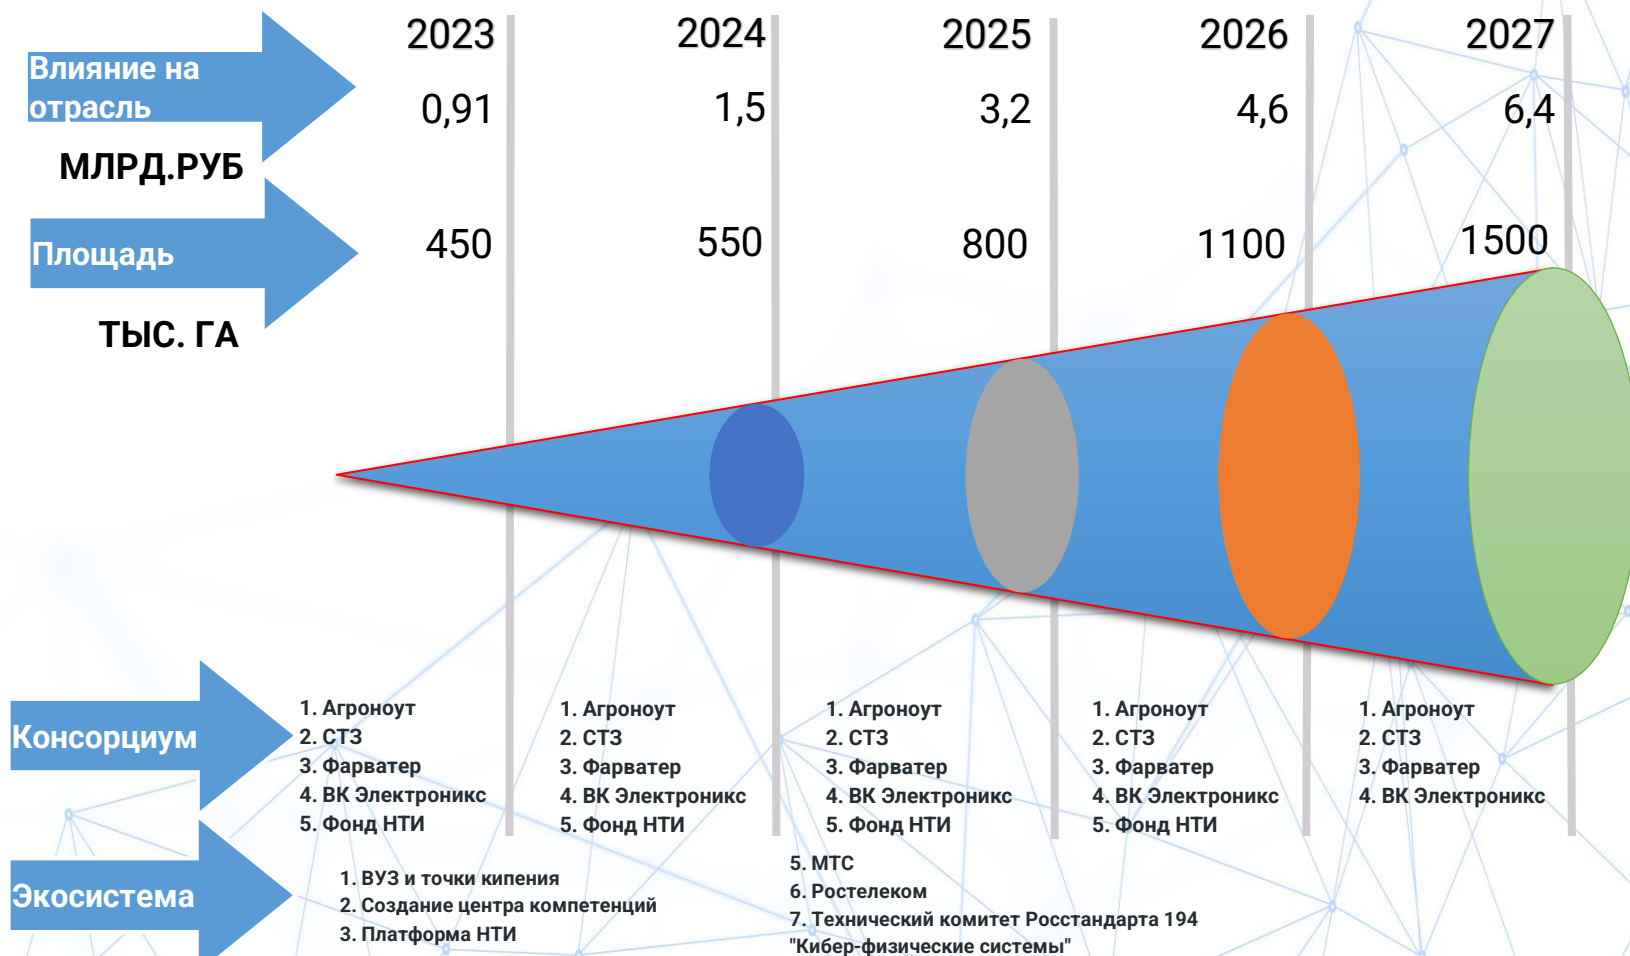 2023 2024 2025 2026 2027
Влияние на
отрасль
0,91 1,5 3,2 4,6 6,4
МЛРД.РУБ
Площадь
450 550 800 1100 1500
ТЫС. ГА
Консорциум
1. Агроноут
2. СТЗ
3. Фарватер
4. ВК Электроникс
5. Фонд НТИ
1. Агроноут
2. СТЗ
3. Фарватер
4. ВК Электроникс
5. Фонд НТИ
1. Агроноут
2. СТЗ
3. Фарватер
4. ВК Электроникс
5. Фонд НТИ
1. Агроноут
2. СТЗ
3. Фарватер
4. ВК Электроникс
5. Фонд НТИ
1. Агроноут
2. СТЗ
3. Фарватер
4. ВК Электроникс
Экосистема
1. ВУЗ и точки кипения
2. Создание центра компетенций
3. Платформа НТИ
5. МТС
6. Ростелеком
7. Технический комитет Росстандарта 194
"Кибер-физические системы"